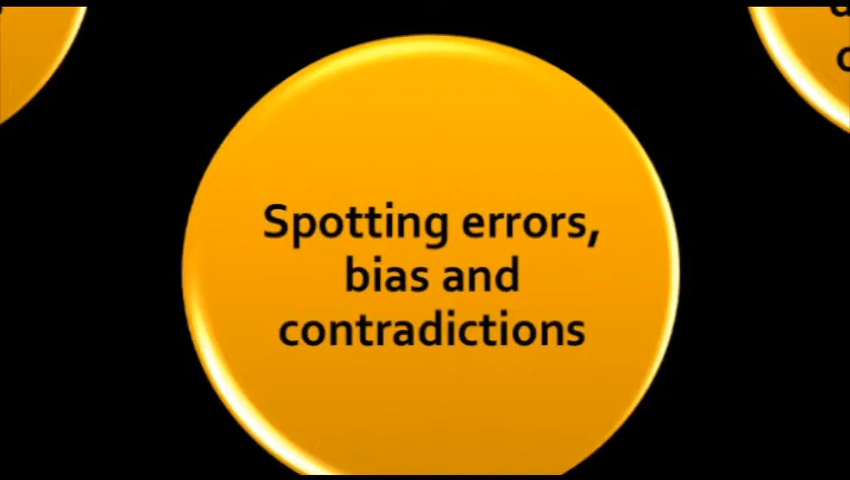 Spotting errors,
bias and
contradictions